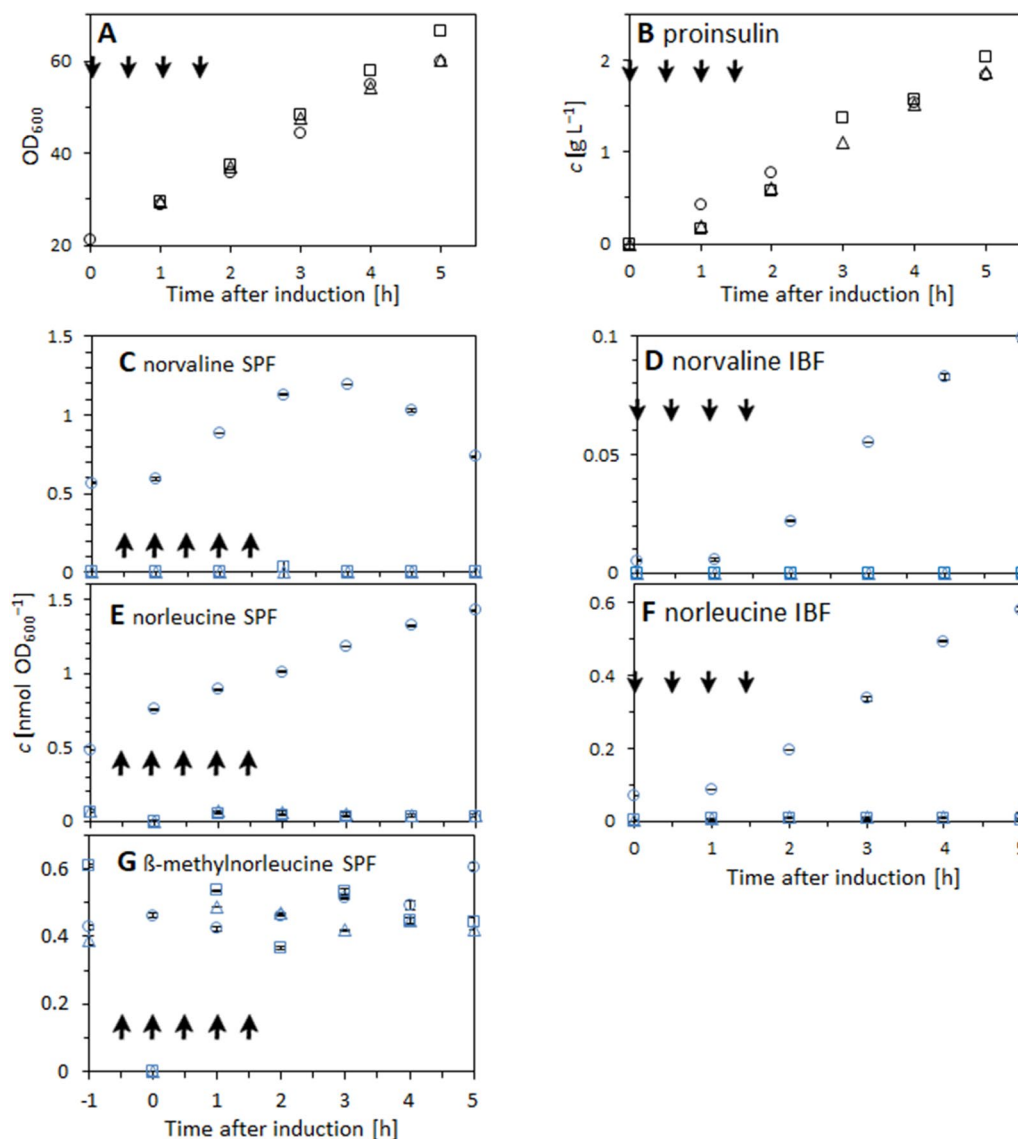 A
OD600
60
40
20
0 1 2 3 4 5
Time after induction [h]
B proinsulin
c [g L−1]
2
1
0
0 1 2 3 4 5
Time after induction [h]
C norvaline SPF
1.5
1
0.5
0
D norvaline IBF
0.1
0.05
0
E norleucine SPF
c [nmol OD600−1]
1.5
1
0.5
0
F norleucine IBF
0.6
0.4
0.2
0
0 1 2 3 4 5
Time after induction [h]
G ß-methylnorleucine SPF
0.6
0.4
0.2
0
-1 0 1 2 3 4 5
Time after induction [h]